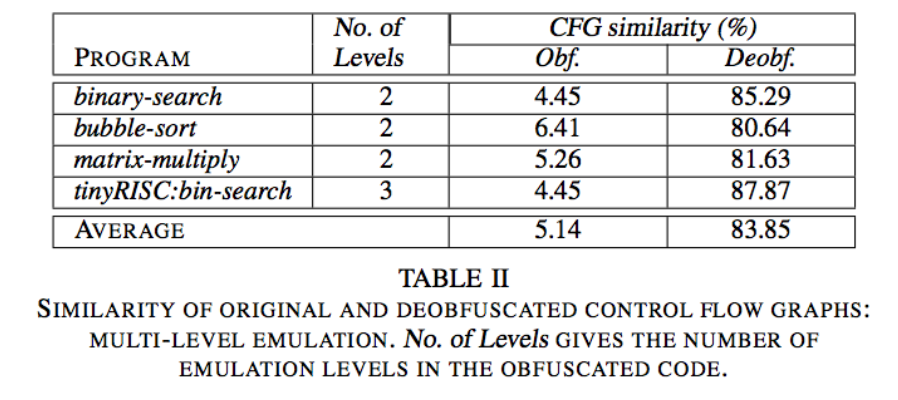 PROGRAM No. of Levels CFG similarity (%)
Obf. Deobf.
binary-search 2 4.45 85.29
bubble-sort 2 6.41 80.64
matrix-multiply 2 5.26 81.63
tinyRISC:bin-search 3 4.45 87.87
AVERAGE 5.14 83.85
TABLE II
SIMILARITY OF ORIGINAL AND DEOBFUSCATED CONTROL FLOW GRAPHS:
MULTI-LEVEL EMULATION. No. of Levels GIVES THE NUMBER OF
EMULATION LEVELS IN THE OBFUSCATED CODE.